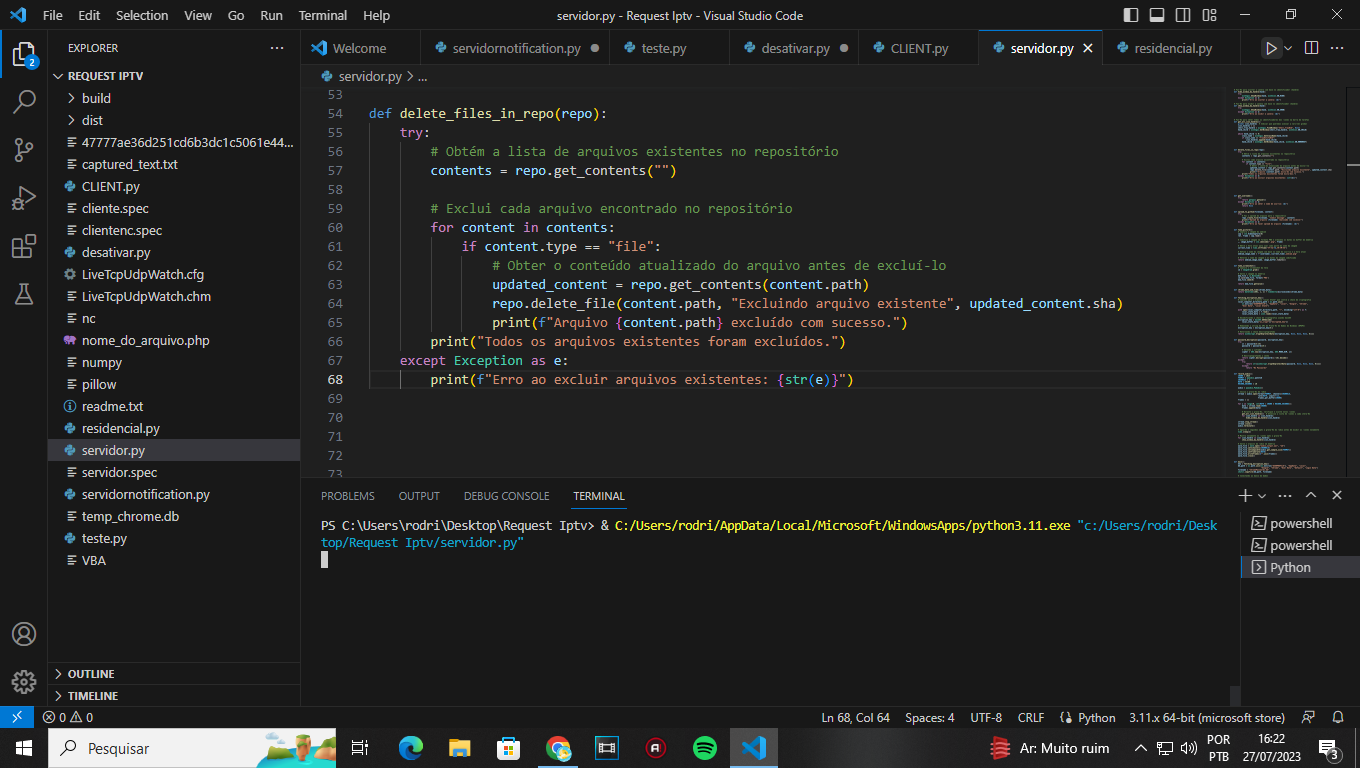 File Edit Selection View Go Run Terminal Help
servidor.py - Request Iptv - Visual Studio Code
EXPLORER
REQUEST IPTV
build
dist
47777ae36d251cd6b3dc1c5061e44...
captured_text.txt
CLIENT.py
cliente.spec
clientenc.spec
desativar.py
LiveTcpUdpWatch.cfg
LiveTcpUdpWatch.chm
nc
nome_do_arquivo.php
numpy
pillow
readme.txt
residencial.py
servidor.py
servidor.spec
servidornotification.py
temp_chrome.db
teste.py
VBA
OUTLINE
TIMELINE
2
Welcome servidornotification.py teste.py desativar.py CLIENT.py servidor.py residencial.py
servidor.py > ...
53
54 def delete_files_in_repo(repo):
55 try:
56 # Obtém a lista de arquivos existentes no repositório
57 contents = repo.get_contents("")
58
59 # Exclui cada arquivo encontrado no repositório
60 for content in contents:
61 if content.type == "file":
62 # Obter o conteúdo atualizado do arquivo antes de excluí-lo
63 updated_content = repo.get_contents(content.path)
64 repo.delete_file(content.path, "Excluindo arquivo existente", updated_content.sha)
65 print(f"Arquivo {content.path} excluído com sucesso.")
66 print("Todos os arquivos existentes foram excluídos.")
67 except Exception as e:
68 print(f"Erro ao excluir arquivos existentes: {str(e)}")
69
70
71
72
73
PROBLEMS OUTPUT DEBUG CONSOLE TERMINAL
PS C:\Users\rodri\Desktop\Request Iptv> & C:/Users/rodri/AppData/Local/Microsoft/WindowsApps/python3.11.exe "c:/Users/rodri/Desk
top/Request Iptv/servidor.py"
powershell
powershell
Python
0 0
Ln 68, Col 64 Spaces: 4 UTF-8 CRLF Python 3.11.x 64-bit (microsoft store)
Pesquisar
Ar: Muito ruim
POR
PTB
16:22
27/07/2023
3